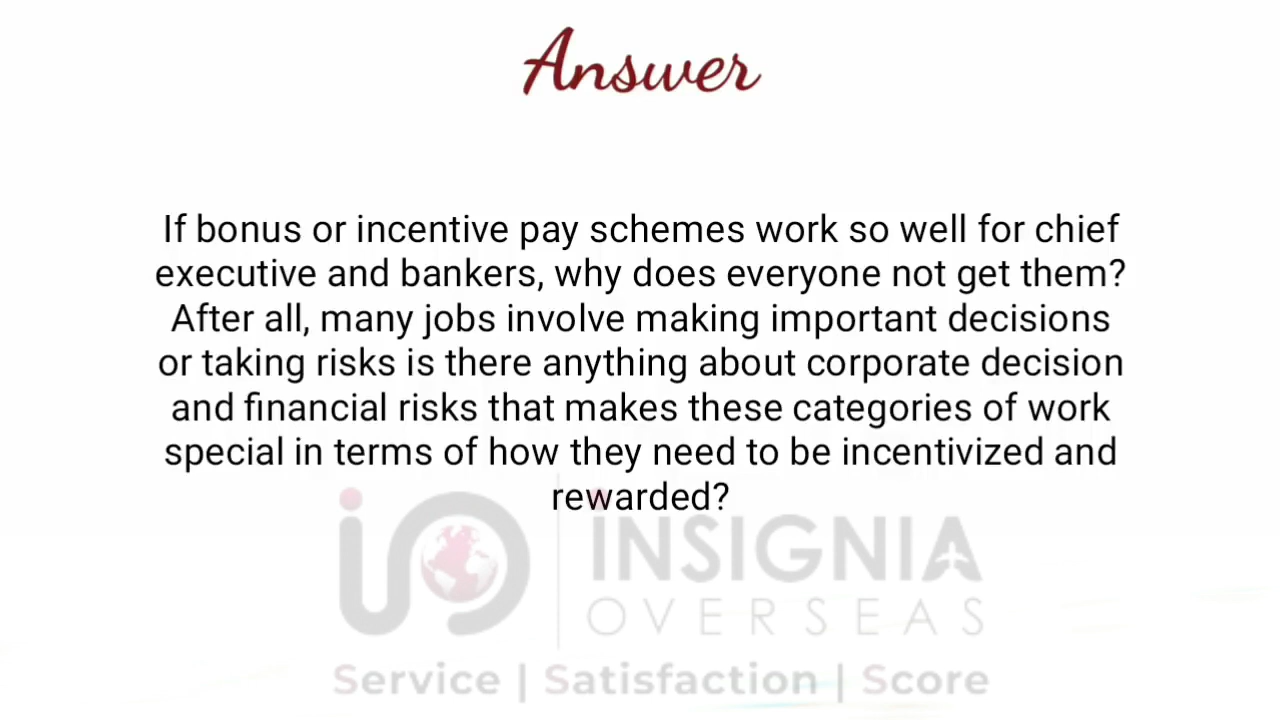 Answer
If bonus or incentive pay schemes work so well for chief
executive and bankers, why does everyone not get them?
After all, many jobs involve making important decisions
or taking risks is there anything about corporate decision
and financial risks that makes these categories of work
special in terms of how they need to be incentivized and
rewarded?
iNSIGNIA
OVERSEAS
Service | Satisfaction | Score